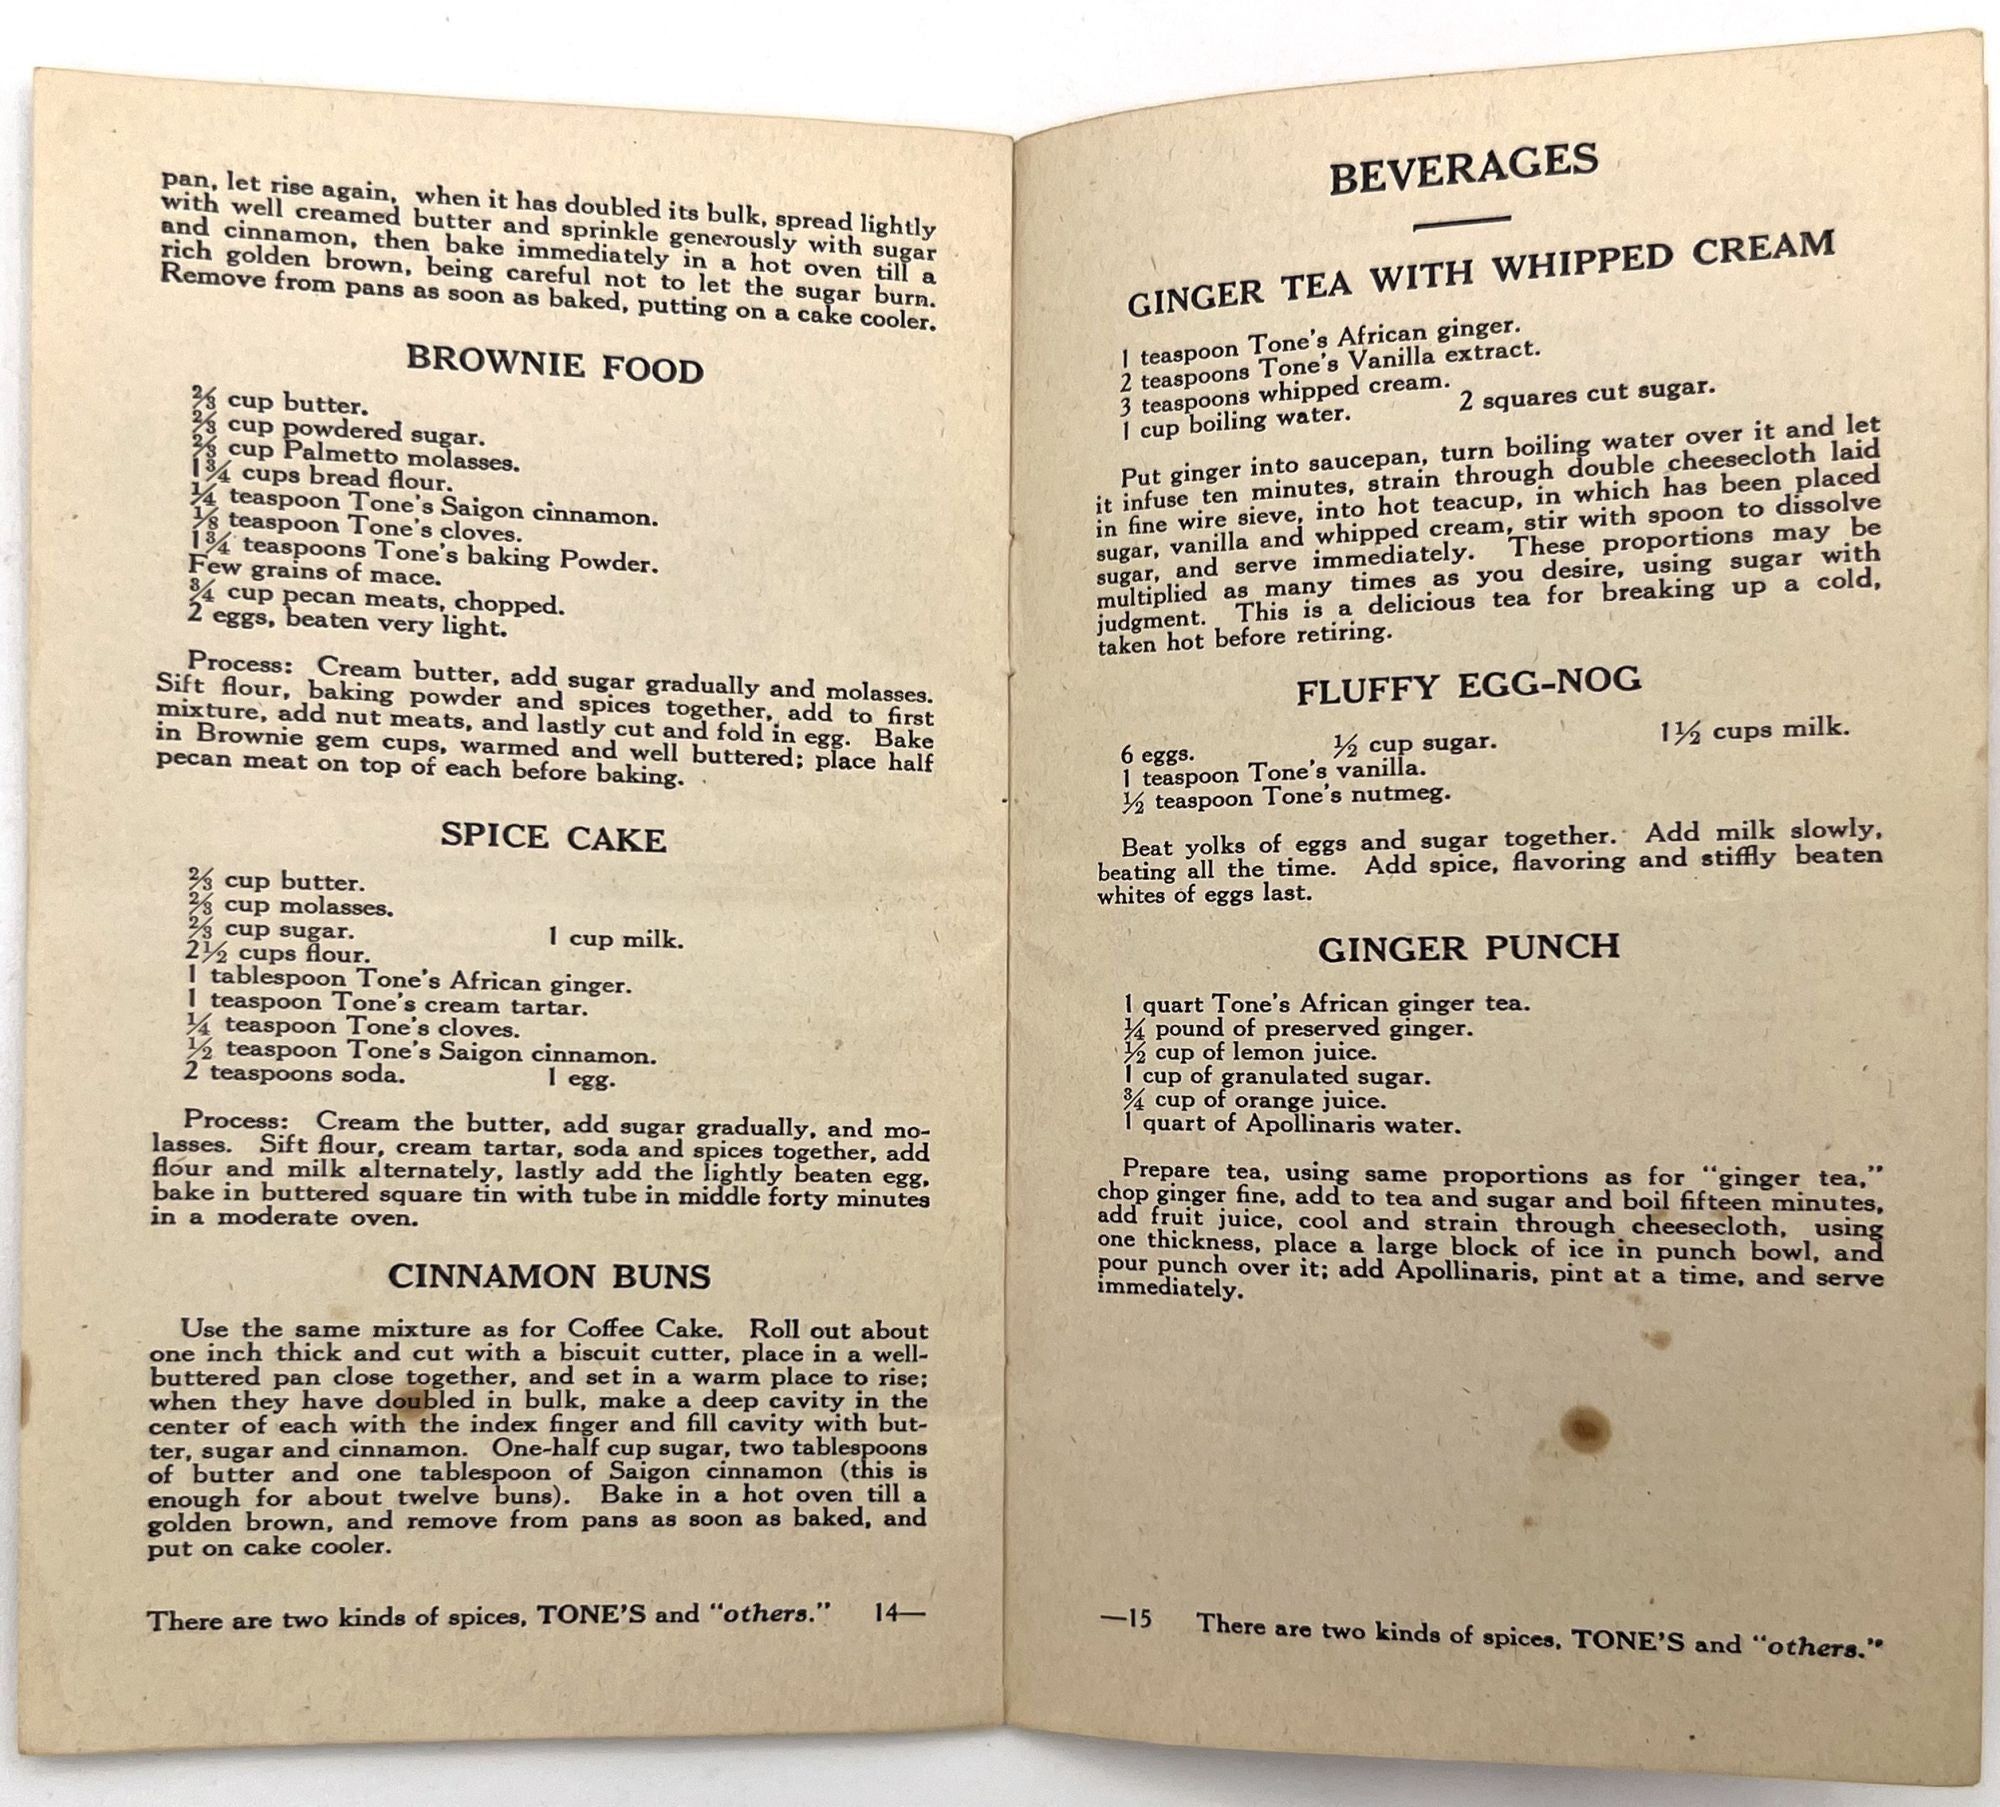 pan, let rise again, when it has doubled its bulk, spread lightly
with well creamed butter and sprinkle generously with sugar
and cinnamon, then bake immediately in a hot oven till a
rich golden brown, being careful not to let the sugar burn.
Remove from pans as soon as baked, putting on a cake cooler.
BROWNIE FOOD
⅔ cup butter.
⅔ cup powdered sugar.
⅔ cup Palmetto molasses.
1¾ cups bread flour.
¼ teaspoon Tone's Saigon cinnamon.
⅛ teaspoon Tone's cloves.
1¾ teaspoons Tone's baking Powder.
Few grains of mace.
¾ cup pecan meats, chopped.
2 eggs, beaten very light.
Process: Cream butter, add sugar gradually and molasses.
Sift flour, baking powder and spices together, add to first
mixture, add nut meats, and lastly cut and fold in egg. Bake
in Brownie gem cups, warmed and well buttered; place half
pecan meat on top of each before baking.
SPICE CAKE
⅔ cup butter.
⅔ cup molasses.
⅔ cup sugar. 1 cup milk.
2½ cups flour.
1 tablespoon Tone's African ginger.
1 teaspoon Tone's cream tartar.
¼ teaspoon Tone's cloves.
½ teaspoon Tone's Saigon cinnamon.
2 teaspoons soda. 1 egg.
Process: Cream the butter, add sugar gradually, and mo-
lasses. Sift flour, cream tartar, soda and spices together, add
flour and milk alternately, lastly add the lightly beaten egg,
bake in buttered square tin with tube in middle forty minutes
in a moderate oven.
CINNAMON BUNS
Use the same mixture as for Coffee Cake. Roll out about
one inch thick and cut with a biscuit cutter, place in a well-
buttered pan close together, and set in a warm place to rise;
when they have doubled in bulk, make a deep cavity in the
center of each with the index finger and fill cavity with but-
ter, sugar and cinnamon. One-half cup sugar, two tablespoons
of butter and one tablespoon of Saigon cinnamon (this is
enough for about twelve buns). Bake in a hot oven till a
golden brown, and remove from pans as soon as baked, and
put on cake cooler.
There are two kinds of spices, TONE'S and "others." 14—
BEVERAGES
GINGER TEA WITH WHIPPED CREAM
1 teaspoon Tone's African ginger.
2 teaspoons Tone's Vanilla extract.
3 teaspoons whipped cream.
1 cup boiling water. 2 squares cut sugar.
Put ginger into saucepan, turn boiling water over it and let
it infuse ten minutes, strain through double cheesecloth laid
in fine wire sieve, into hot teacup, in which has been placed
sugar, vanilla and whipped cream, stir with spoon to dissolve
sugar, and serve immediately. These proportions may be
multiplied as many times as you desire, using sugar with
judgment. This is a delicious tea for breaking up a cold,
taken hot before retiring.
FLUFFY EGG-NOG
6 eggs. ½ cup sugar. 1½ cups milk.
1 teaspoon Tone's vanilla.
½ teaspoon Tone's nutmeg.
Beat yolks of eggs and sugar together. Add milk slowly,
beating all the time. Add spice, flavoring and stiffly beaten
whites of eggs last.
GINGER PUNCH
1 quart Tone's African ginger tea.
¼ pound of preserved ginger.
½ cup of lemon juice.
1 cup of granulated sugar.
¾ cup of orange juice.
1 quart of Apollinaris water.
Prepare tea, using same proportions as for "ginger tea,"
chop ginger fine, add to tea and sugar and boil fifteen minutes,
add fruit juice, cool and strain through cheesecloth, using
one thickness, place a large block of ice in punch bowl, and
pour punch over it; add Apollinaris, pint at a time, and serve
immediately.
—15 There are two kinds of spices, TONE'S and "others."